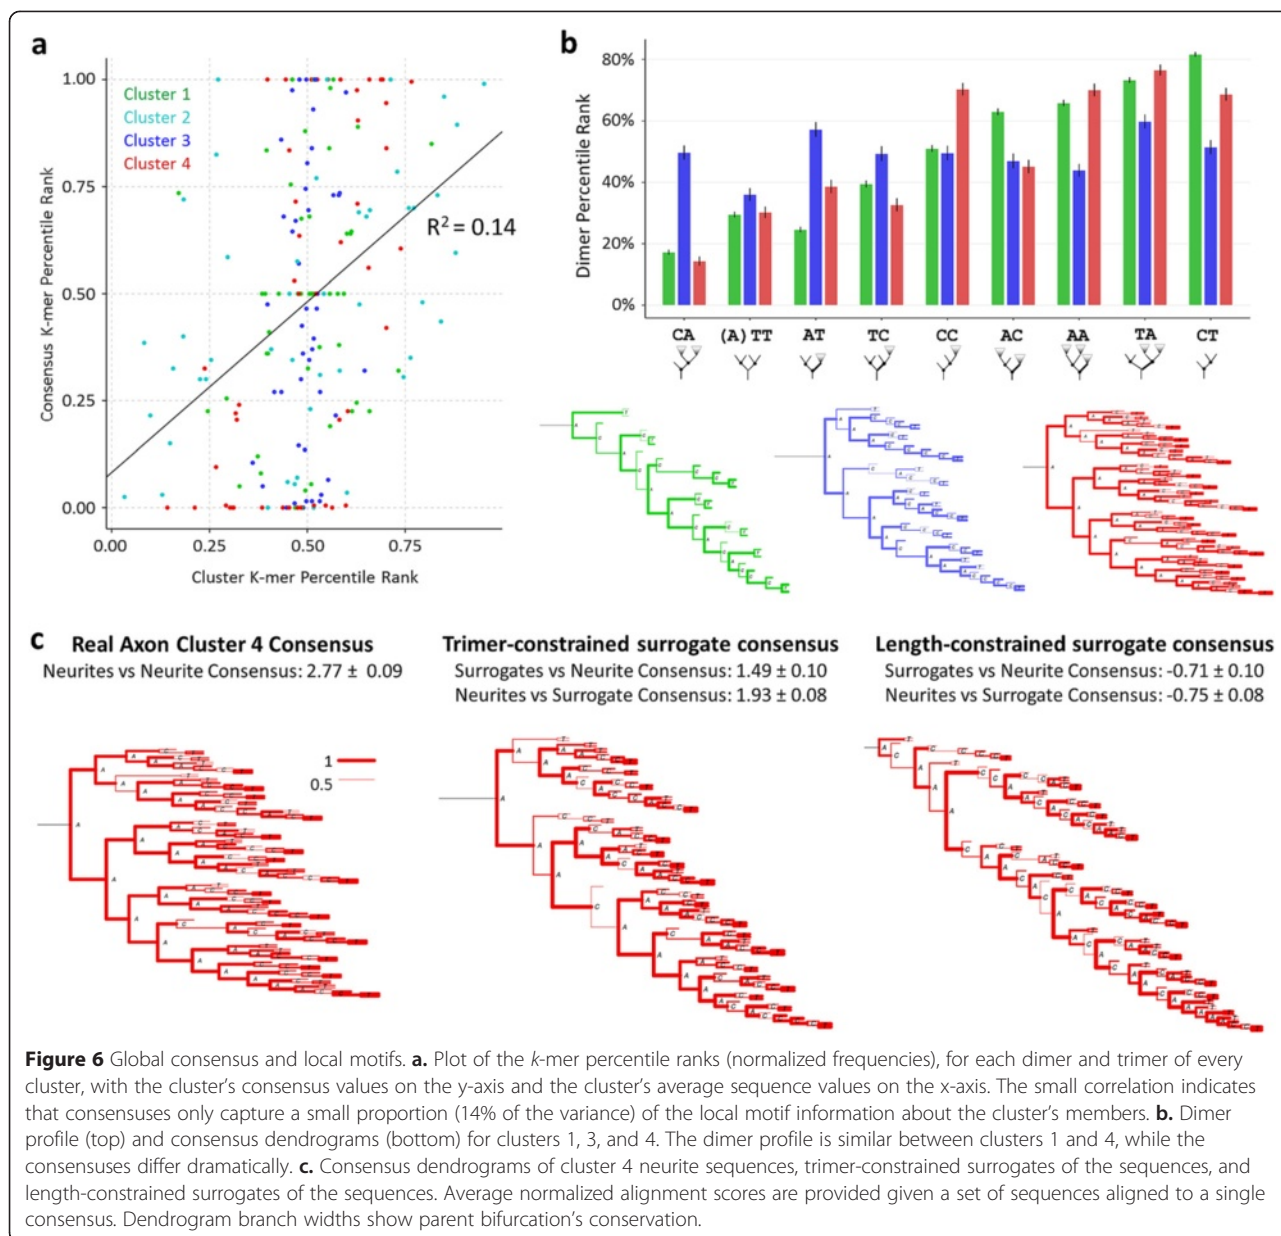 a
1.00
Cluster 1
Cluster 2
Cluster 3
Cluster 4
0.75
R² = 0.14
0.50
0.25
0.00
0.00 0.25 0.50 0.75
Consensus K-mer Percentile Rank
Cluster K-mer Percentile Rank
b
80%
60%
40%
20%
0%
Dimer Percentile Rank
CA (A)TT AT TC CC AC AA TA CT
c
Real Axon Cluster 4 Consensus
Neurites vs Neurite Consensus: 2.77 ± 0.09
1
0.5
Trimer-constrained surrogate consensus
Surrogates vs Neurite Consensus: 1.49 ± 0.10
Neurites vs Surrogate Consensus: 1.93 ± 0.08
Length-constrained surrogate consensus
Surrogates vs Neurite Consensus: -0.71 ± 0.10
Neurites vs Surrogate Consensus: -0.75 ± 0.08
Figure 6 Global consensus and local motifs. a. Plot of the k-mer percentile ranks (normalized frequencies), for each dimer and trimer of every
cluster, with the cluster's consensus values on the y-axis and the cluster's average sequence values on the x-axis. The small correlation indicates
that consensuses only capture a small proportion (14% of the variance) of the local motif information about the cluster's members. b. Dimer
profile (top) and consensus dendrograms (bottom) for clusters 1, 3, and 4. The dimer profile is similar between clusters 1 and 4, while the
consensuses differ dramatically. c. Consensus dendrograms of cluster 4 neurite sequences, trimer-constrained surrogates of the sequences, and
length-constrained surrogates of the sequences. Average normalized alignment scores are provided given a set of sequences aligned to a single
consensus. Dendrogram branch widths show parent bifurcation's conservation.